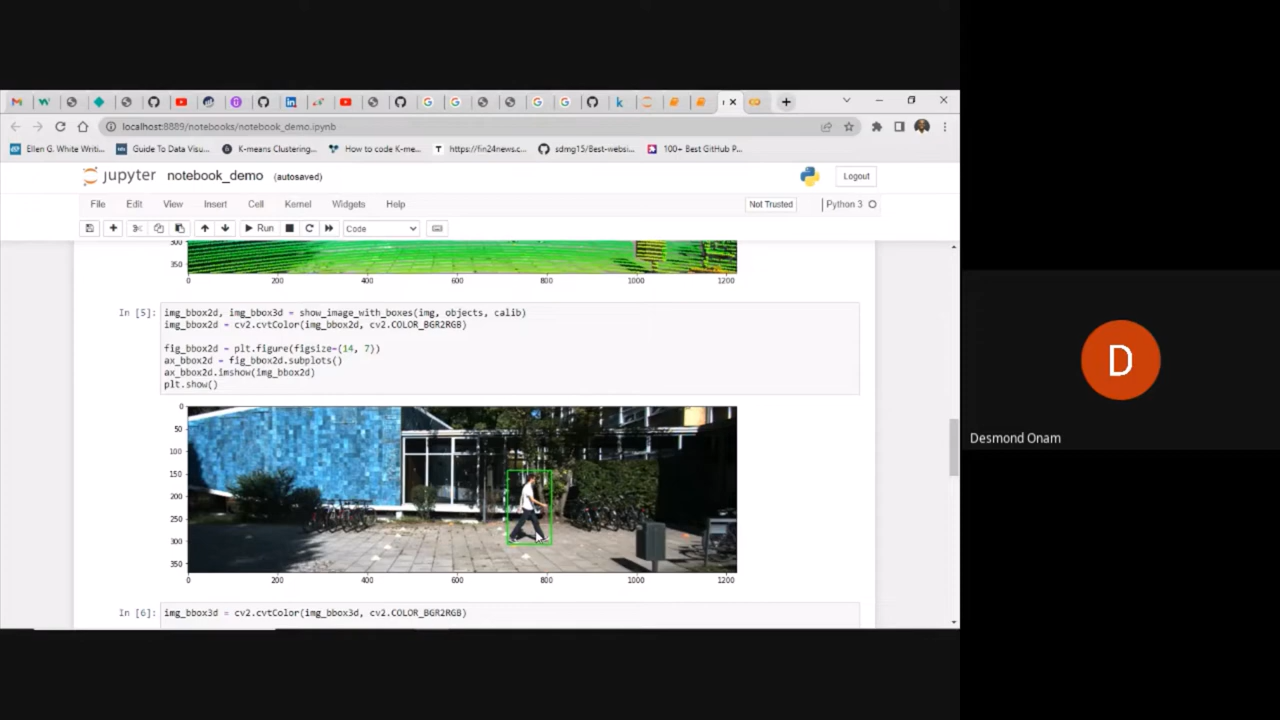 localhost:8889/notebooks/notebook_demo.ipynb
Ellen G. White Writi...
Guide To Data Visu...
K-means Clustering...
How to code K-me...
https://fin24news.c...
sdmg15/Best-websi...
100+ Best GitHub P...
jupyter notebook_demo (autosaved)
Logout
File Edit View Insert Cell Kernel Widgets Help
Not Trusted
Python 3
Run
Code
300
350
0 200 400 600 800 1000 1200
In [5]:
img_bbox2d, img_bbox3d = show_image_with_boxes(img, objects, calib)
img_bbox2d = cv2.cvtColor(img_bbox2d, cv2.COLOR_BGR2RGB)
fig_bbox2d = plt.figure(figsize=(14, 7))
ax_bbox2d = fig_bbox2d.subplots()
ax_bbox2d.imshow(img_bbox2d)
plt.show()
0
50
100
150
200
250
300
350
0 200 400 600 800 1000 1200
In [6]: img_bbox3d = cv2.cvtColor(img_bbox3d, cv2.COLOR_BGR2RGB)
D
Desmond Onam